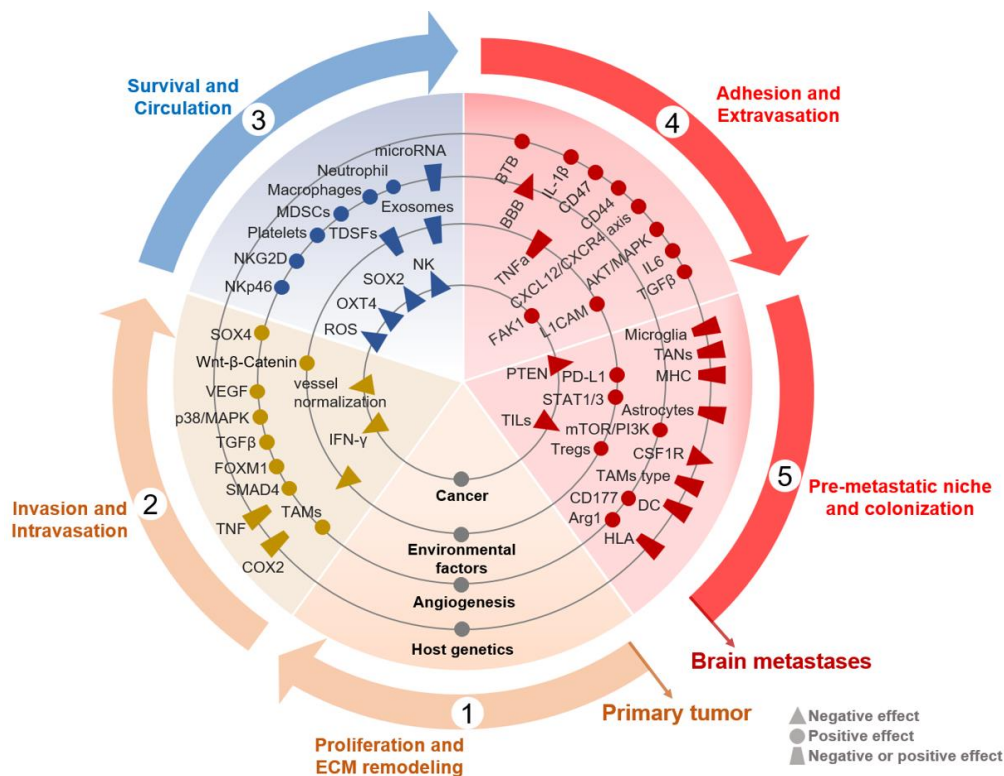 Survival and
Circulation
3
Adhesion and
Extravasation
4
microRNA
Neutrophil
Macrophages
Exosomes
MDSCs
TDSFs
Platelets
NKG2D
NK
SOX2
NKp46
OXT4
ROS
BTB
IL-1β
CD47
CD44
BBB
CXCL12/CXCR4 axis
TNFa
AKT/MAPK
IL6
TGFβ
FAK1
L1CAM
SOX4
Wnt-β-Catenin
vessel
normalization
VEGF
p38/MAPK
IFN-γ
TGFβ
FOXM1
SMAD4
TAMs
TNF
COX2
Invasion and
Intravasation
2
Microglia
TANs
MHC
PTEN
PD-L1
STAT1/3
Astrocytes
TILs
mTOR/PI3K
Tregs
CSF1R
TAMs type
CD177
DC
Arg1
HLA
5
Pre-metastatic niche
and colonization
Cancer
Environmental
factors
Angiogenesis
Host genetics
Brain metastases
Primary tumor
1
Proliferation and
ECM remodeling
Negative effect
Positive effect
Negative or positive effect